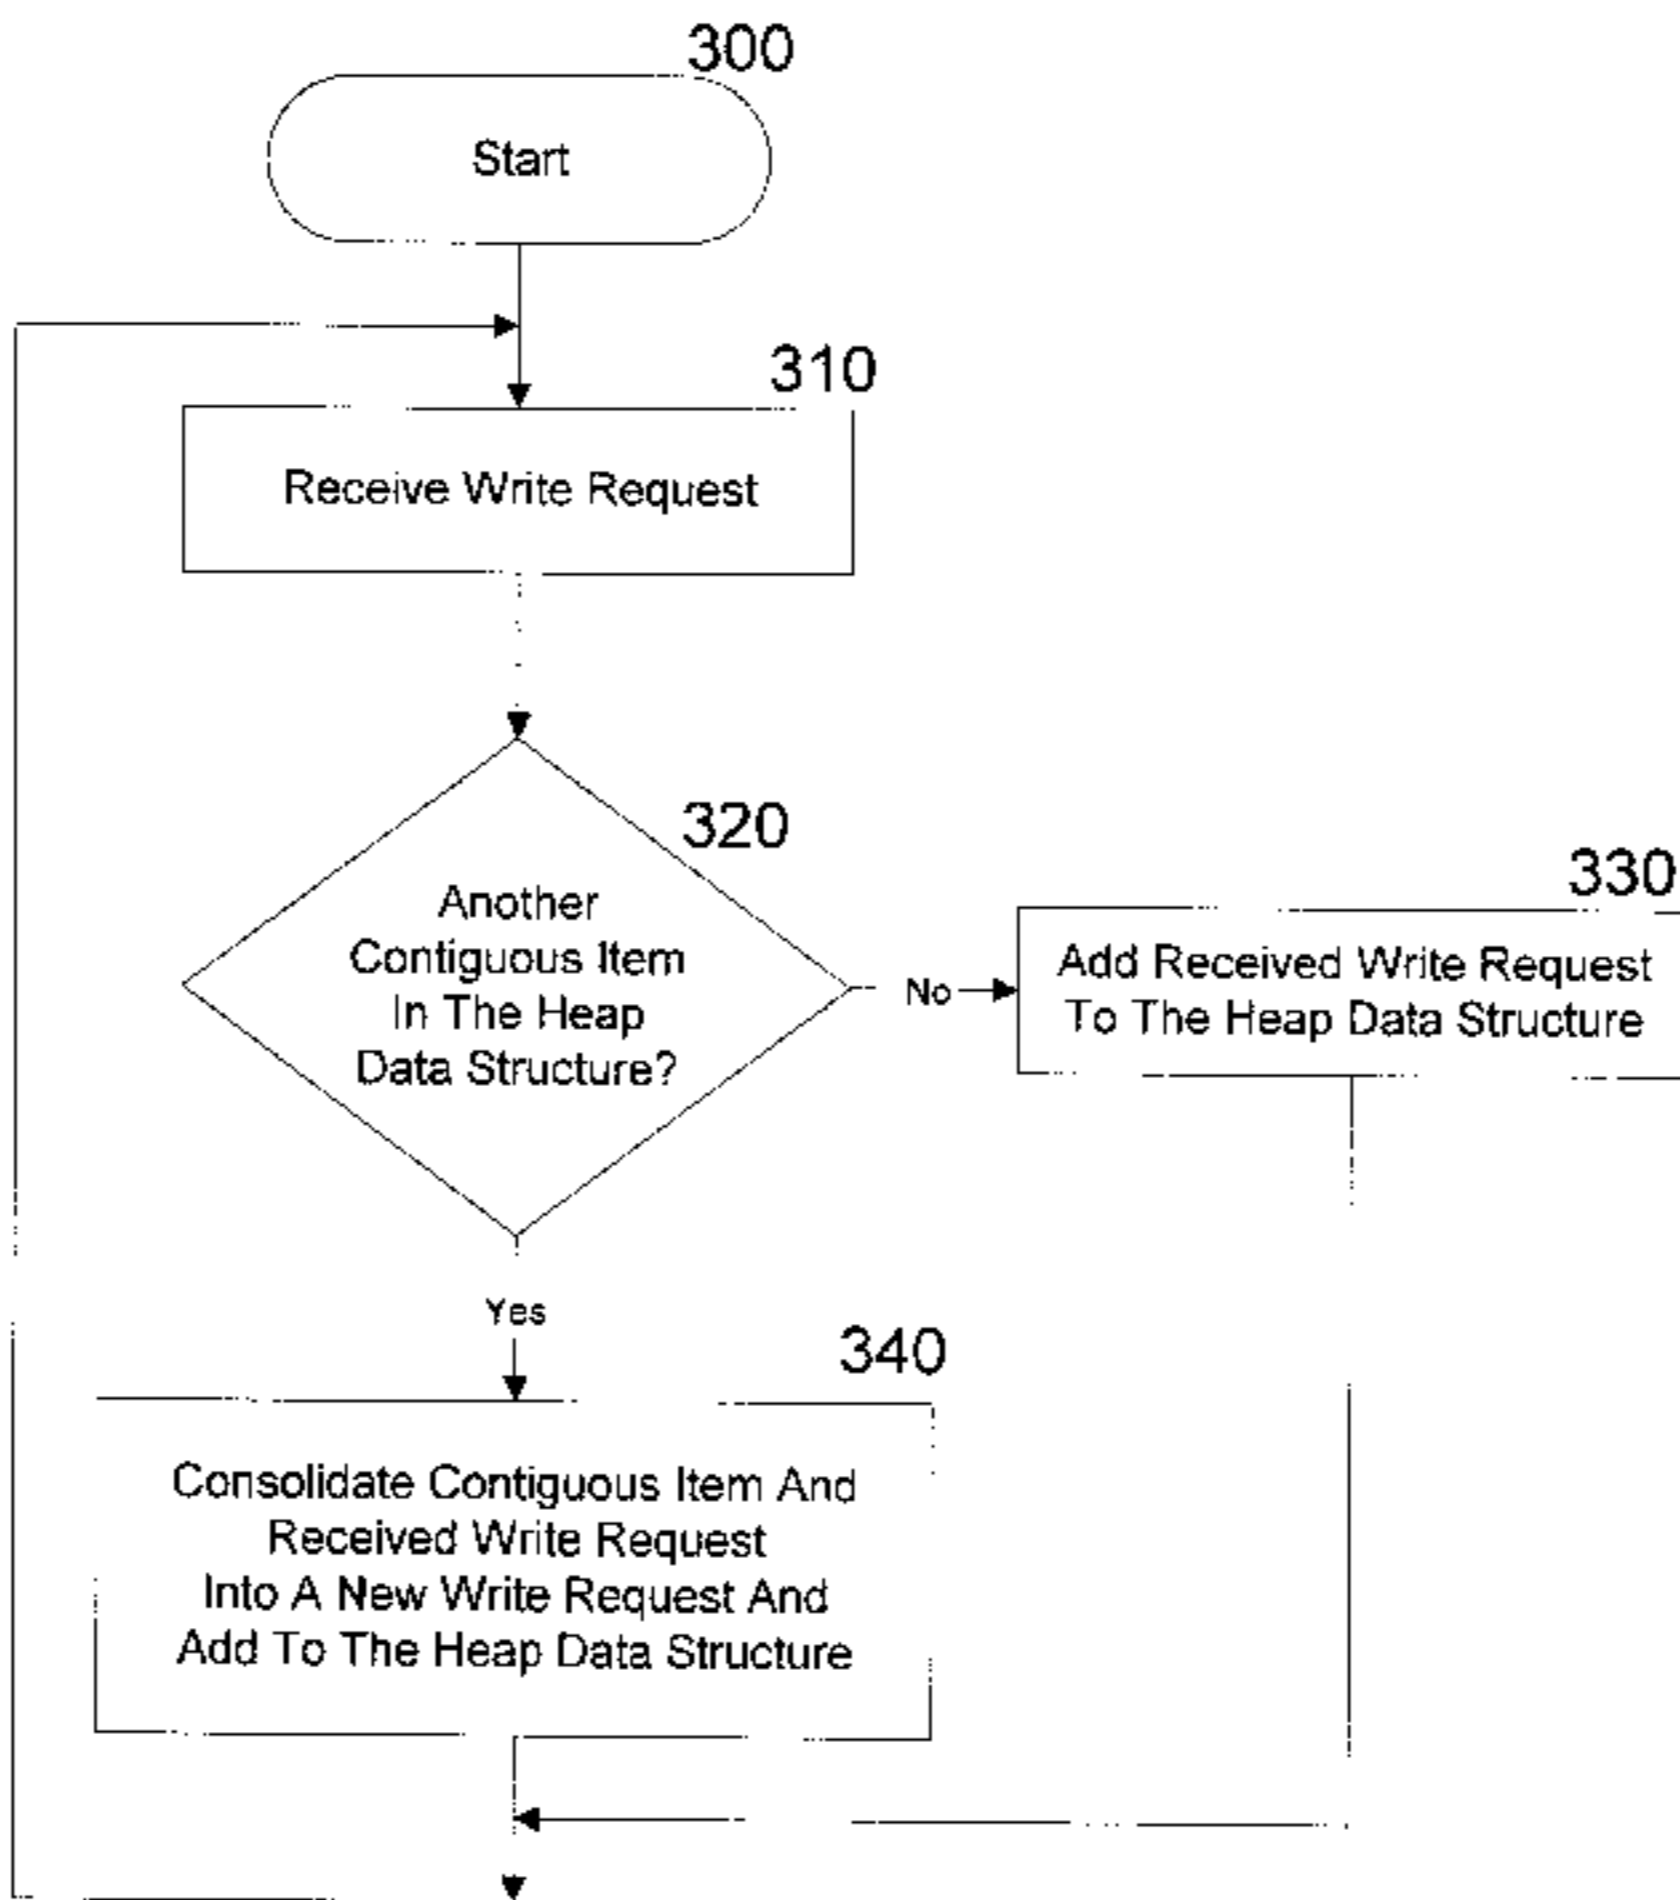 300
Start
310
Receive Write Request
320
Another
Contiguous Item
In The Heap
Data Structure?
No
330
Add Received Write Request
To The Heap Data Structure
Yes
340
Consolidate Contiguous Item And
Received Write Request
Into A New Write Request And
Add To The Heap Data Structure